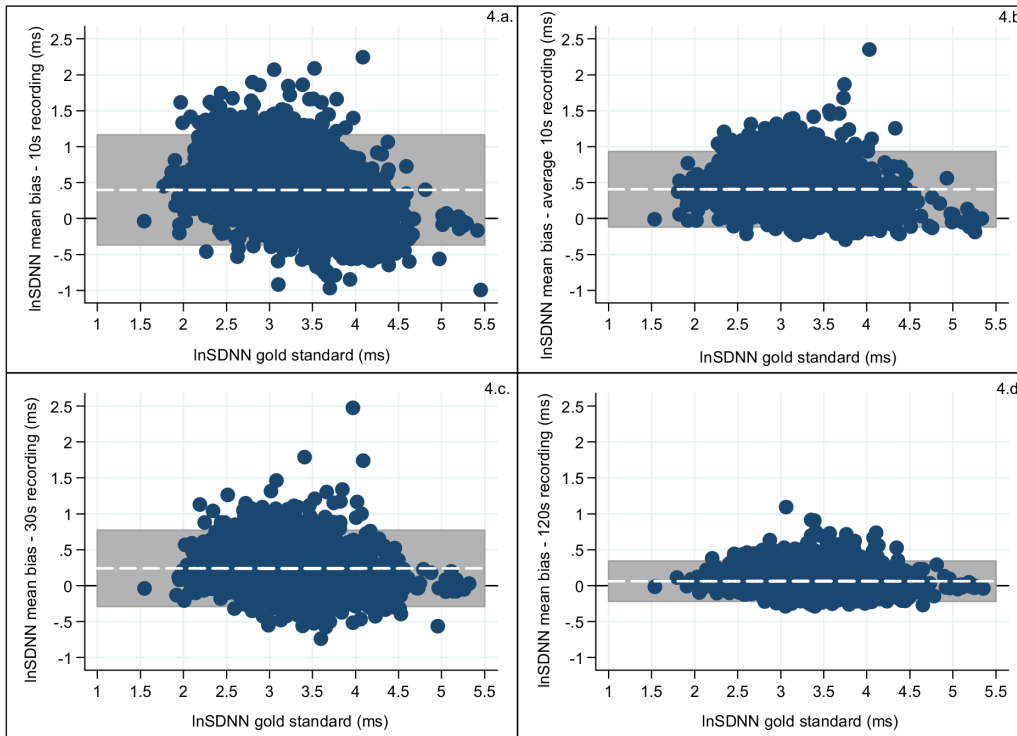 4.a.
lnSDNN mean bias - 10s recording (ms)
2.5
2
1.5
1
.5
0
-.5
-1
1 1.5 2 2.5 3 3.5 4 4.5 5 5.5
lnSDNN gold standard (ms)
4.b
lnSDNN mean bias - average 10s recording (ms)
2.5
2
1.5
1
.5
0
-.5
-1
1 1.5 2 2.5 3 3.5 4 4.5 5 5.5
lnSDNN gold standard (ms)
4.c.
lnSDNN mean bias - 30s recording (ms)
2.5
2
1.5
1
.5
0
-.5
-1
1 1.5 2 2.5 3 3.5 4 4.5 5 5.5
lnSDNN gold standard (ms)
4.d
lnSDNN mean bias - 120s recording (ms)
2.5
2
1.5
1
.5
0
-.5
-1
1 1.5 2 2.5 3 3.5 4 4.5 5 5.5
lnSDNN gold standard (ms)